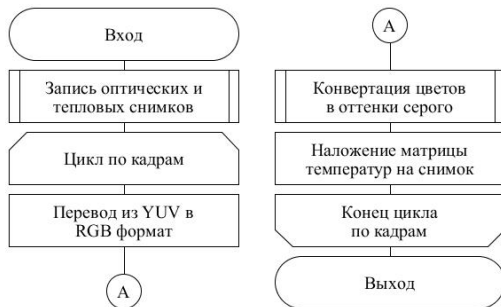 Вход
Запись оптических и
тепловых снимков
Цикл по кадрам
Перевод из YUV в
RGB формат
А
А
Конвертация цветов
в оттенки серого
Наложение матрицы
температур на снимок
Конец цикла
по кадрам
Выход